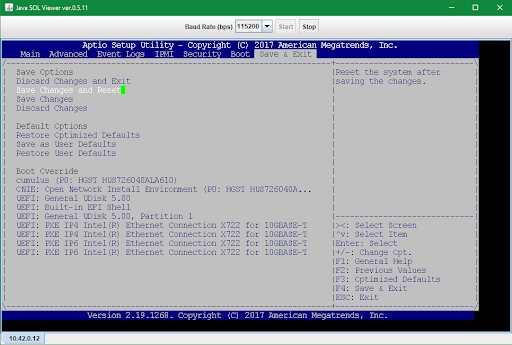 Java SOL Viewer ver.0.5.11
Baud Rate (bps) 115200 Start Stop
Aptio Setup Utility - Copyright (C) 2017 American Megatrends, Inc.
Main Advanced Event Logs IPMI Security Boot Save & Exit
Save Options
Discard Changes and Exit
Save Changes and Reset
Save Changes
Discard Changes
Default Options
Restore Optimized Defaults
Save as User Defaults
Restore User Defaults
Boot Override
cumulus (P0: HGST HUS726040ALA610)
ONIE: Open Network Install Environment (P0: HGST HUS726040A...
UEFI: General UDisk 5.00
UEFI: Built-in EFI Shell
UEFI: General UDisk 5.00, Partition 1
UEFI: PXE IP4 Intel(R) Ethernet Connection X722 for 10GBASE-T
UEFI: PXE IP4 Intel(R) Ethernet Connection X722 for 10GBASE-T
UEFI: PXE IP6 Intel(R) Ethernet Connection X722 for 10GBASE-T
UEFI: PXE IP6 Intel(R) Ethernet Connection X722 for 10GBASE-T
Reset the system after
saving the changes.
><: Select Screen
^v: Select Item
Enter: Select
+/-: Change Opt.
F1: General Help
F2: Previous Values
F3: Optimized Defaults
F4: Save & Exit
ESC: Exit
Version 2.19.1268. Copyright (C) 2017 American Megatrends, Inc.
10.42.0.12